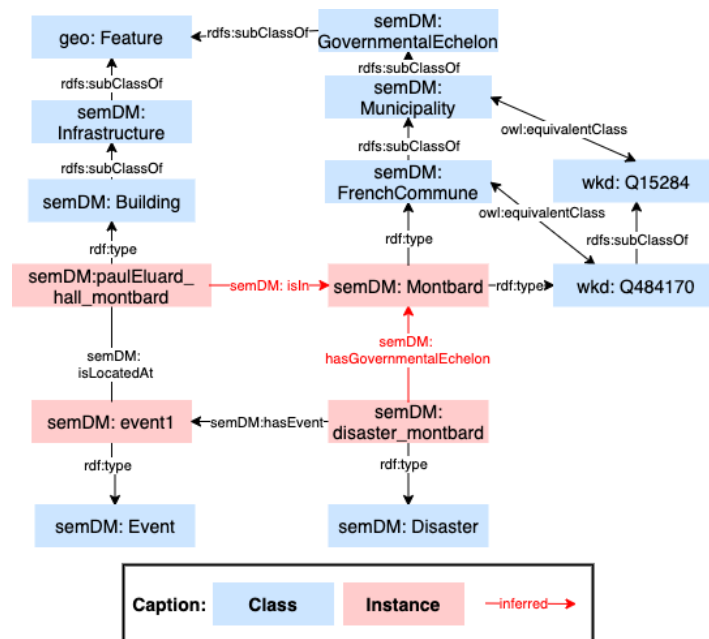 geo: Feature
rdfs:subClassOf
semDM:
GovernmentalEchelon
rdfs:subClassOf
rdfs:subClassOf
semDM:
Infrastructure
semDM:
Municipality
owl:equivalentClass
rdfs:subClassOf
rdfs:subClassOf
semDM: Building
semDM:
FrenchCommune
wkd: Q15284
owl:equivalentClass
rdf:type
rdf:type
rdfs:subClassOf
semDM:paulEluard_
hall_montbard
semDM: isIn
semDM: Montbard
rdf:type
wkd: Q484170
semDM:
isLocatedAt
semDM:
hasGovernmentalEchelon
semDM: event1
semDM:hasEvent
semDM:
disaster_montbard
rdf:type
rdf:type
semDM: Event
semDM: Disaster
Caption:
Class
Instance
inferred